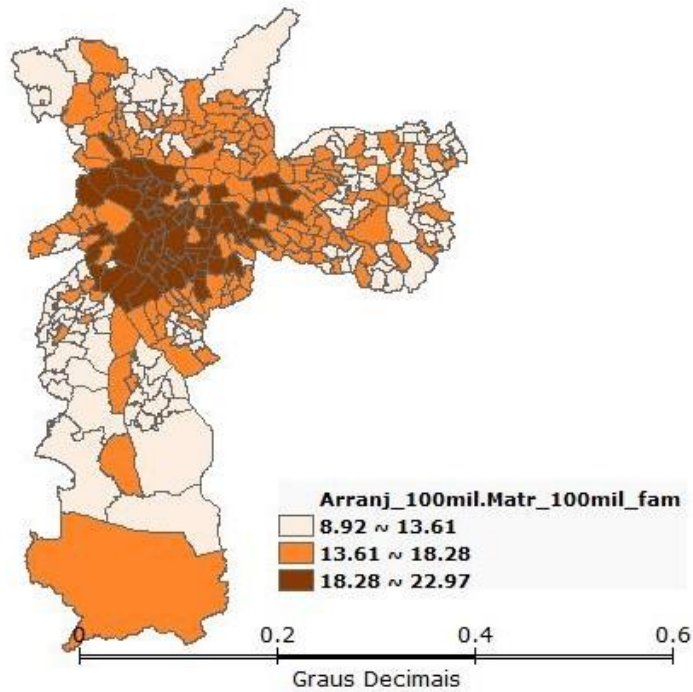 Arranj_100mil.Matr_100mil_fam
8.92 ~ 13.61
13.61 ~ 18.28
18.28 ~ 22.97
0 0.2 0.4 0.6
Graus Decimais